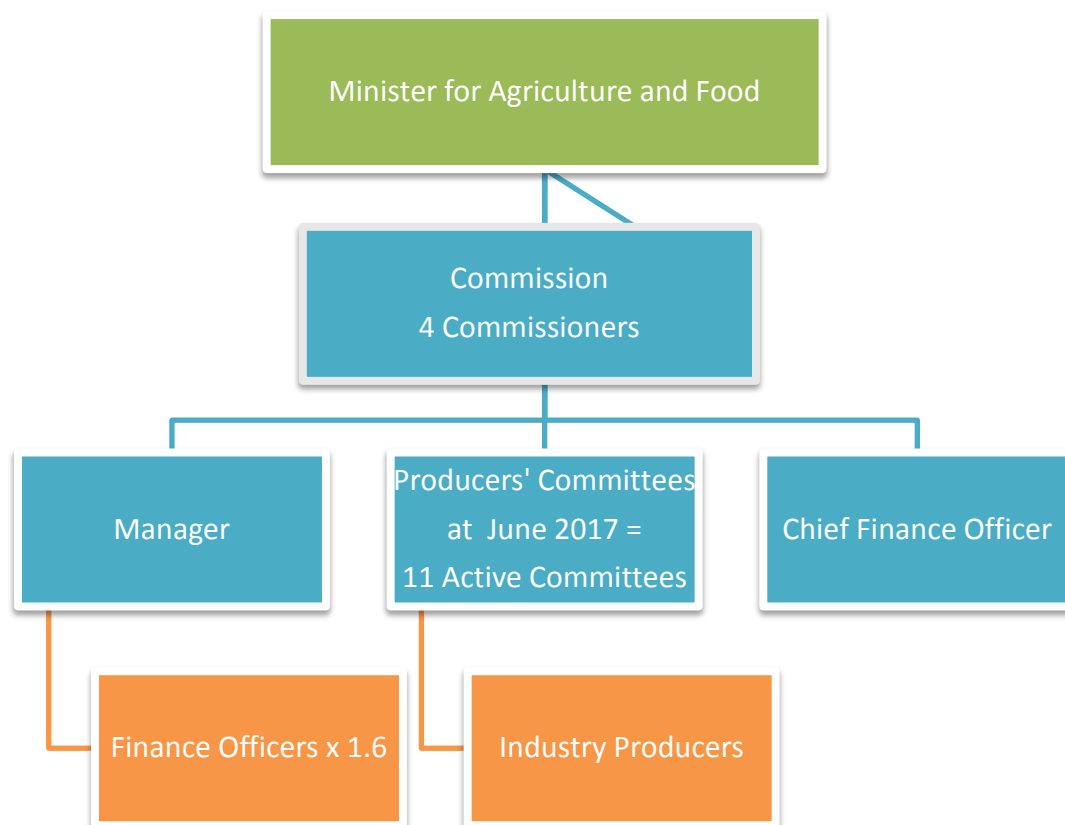 Minister for Agriculture and Food
Commission
4 Commissioners
Manager
Producers' Committees
at June 2017 =
11 Active Committees
Chief Finance Officer
Finance Officers x 1.6
Industry Producers